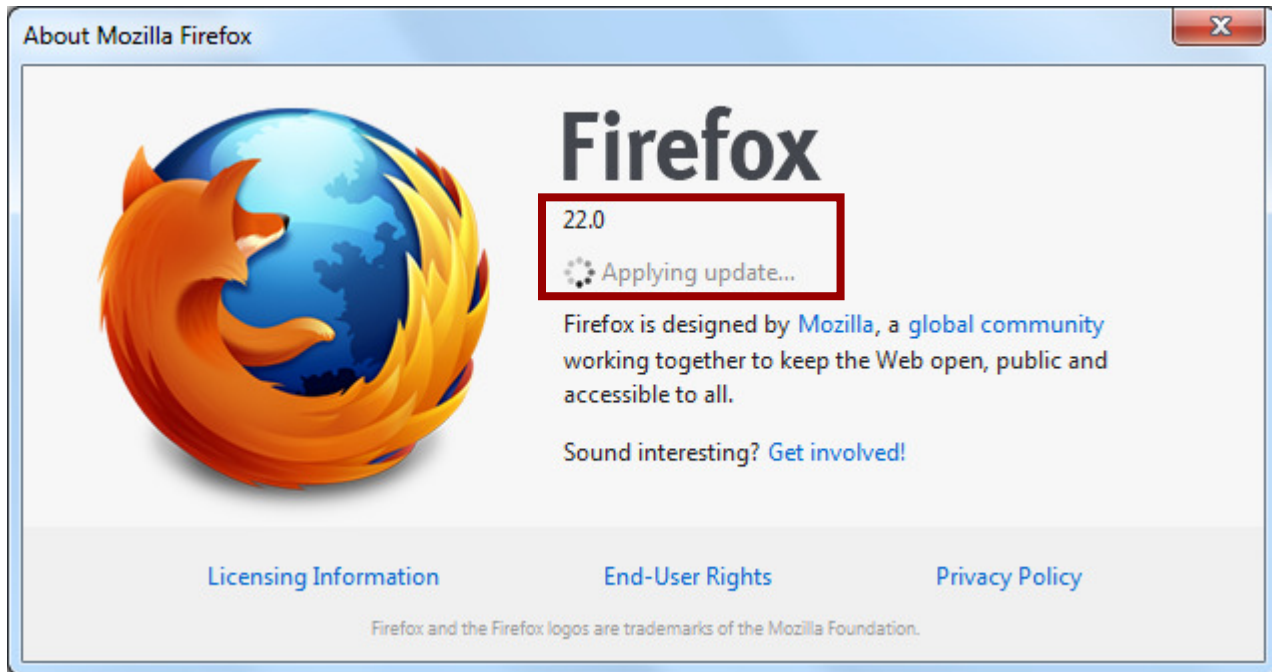 About Mozilla Firefox
Firefox
22.0
Applying update...
Firefox is designed by Mozilla, a global community
working together to keep the Web open, public and
accessible to all.
Sound interesting? Get involved!
Licensing Information End-User Rights Privacy Policy
Firefox and the Firefox logos are trademarks of the Mozilla Foundation.